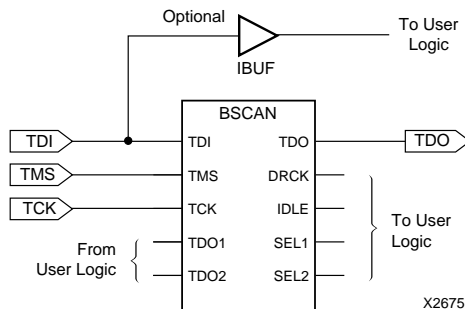 Optional
To User
Logic
IBUF
BSCAN
TDI
TDI
TDO
TDO
TMS
TMS
DRCK
TCK
TCK
IDLE
From
User Logic
TDO1
SEL1
TDO2
SEL2
To User
Logic
X2675